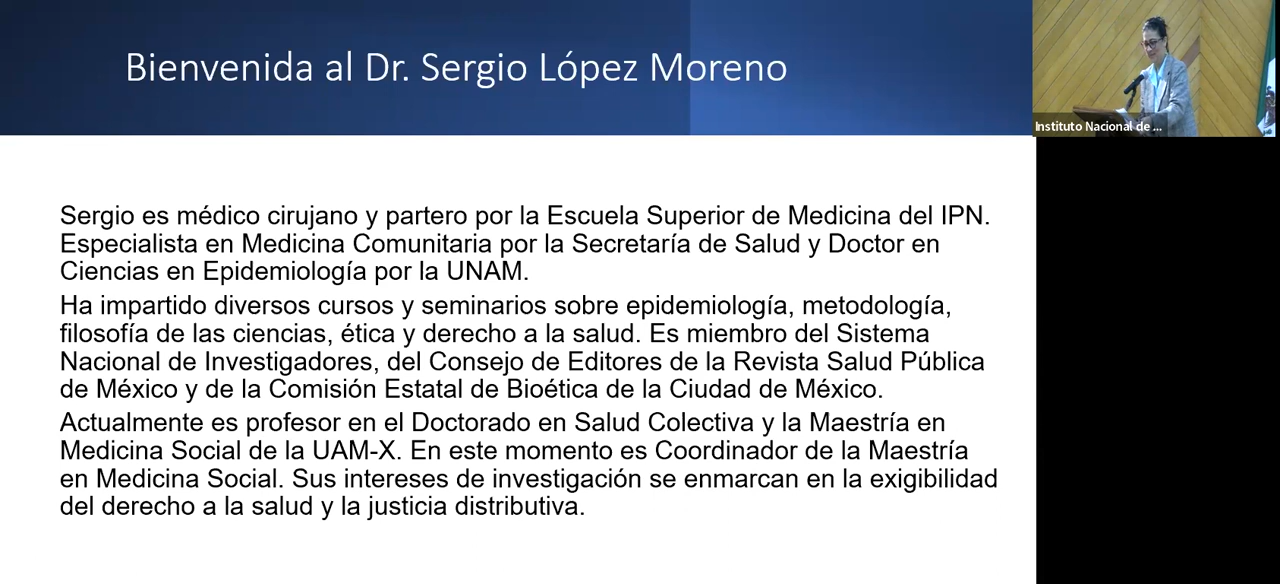 Bienvenida al Dr. Sergio López Moreno
Instituto Nacional de ...
Sergio es médico cirujano y partero por la Escuela Superior de Medicina del IPN.
Especialista en Medicina Comunitaria por la Secretaría de Salud y Doctor en
Ciencias en Epidemiología por la UNAM.
Ha impartido diversos cursos y seminarios sobre epidemiología, metodología,
filosofía de las ciencias, ética y derecho a la salud. Es miembro del Sistema
Nacional de Investigadores, del Consejo de Editores de la Revista Salud Pública
de México y de la Comisión Estatal de Bioética de la Ciudad de México.
Actualmente es profesor en el Doctorado en Salud Colectiva y la Maestría en
Medicina Social de la UAM-X. En este momento es Coordinador de la Maestría
en Medicina Social. Sus intereses de investigación se enmarcan en la exigibilidad
del derecho a la salud y la justicia distributiva.